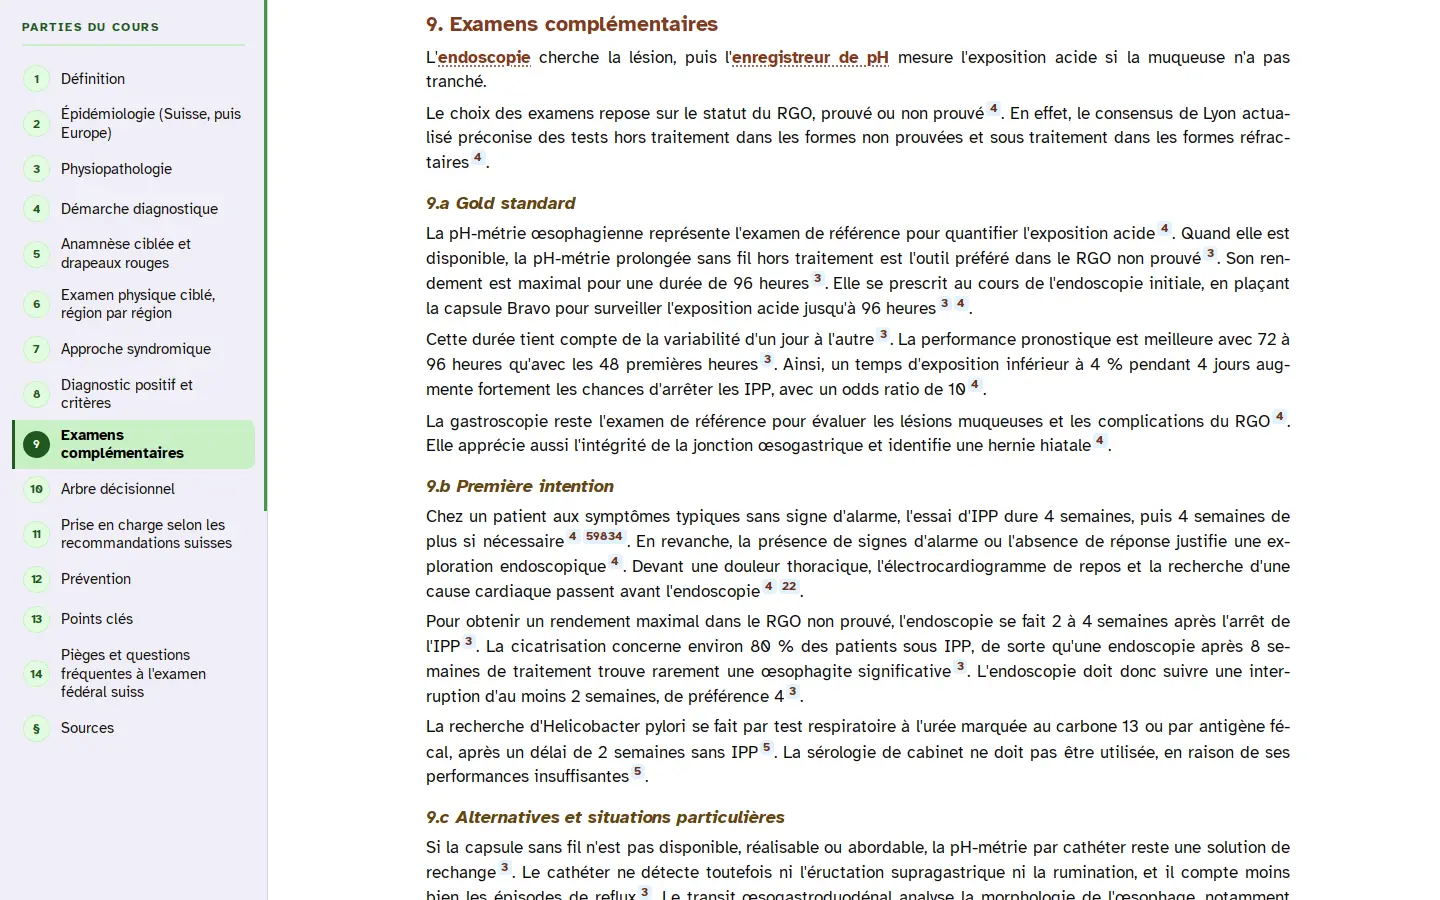 PARTIES DU COURS
1 Définition
2 Épidémiologie (Suisse, puis
Europe)
3 Physiopathologie
4 Démarche diagnostique
5 Anamnèse ciblée et
drapeaux rouges
6 Examen physique ciblé,
région par région
7 Approche syndromique
8 Diagnostic positif et
critères
9 Examens
complémentaires
10 Arbre décisionnel
11 Prise en charge selon les
recommandations suisses
12 Prévention
13 Points clés
14 Pièges et questions
fréquentes à l'examen
fédéral suiss
§ Sources
9. Examens complémentaires
L'endoscopie cherche la lésion, puis l'enregistreur de pH mesure l'exposition acide si la muqueuse n'a pas
tranché.
Le choix des examens repose sur le statut du RGO, prouvé ou non prouvé 4. En effet, le consensus de Lyon actua-
lisé préconise des tests hors traitement dans les formes non prouvées et sous traitement dans les formes réfrac-
taires 4.
9.a Gold standard
La pH-métrie œsophagienne représente l'examen de référence pour quantifier l'exposition acide 4. Quand elle est
disponible, la pH-métrie prolongée sans fil hors traitement est l'outil préféré dans le RGO non prouvé 3. Son ren-
dement est maximal pour une durée de 96 heures 3. Elle se prescrit au cours de l'endoscopie initiale, en plaçant
la capsule Bravo pour surveiller l'exposition acide jusqu'à 96 heures 3 4.
Cette durée tient compte de la variabilité d'un jour à l'autre 3. La performance pronostique est meilleure avec 72 à
96 heures qu'avec les 48 premières heures 3. Ainsi, un temps d'exposition inférieur à 4 % pendant 4 jours aug-
mente fortement les chances d'arrêter les IPP, avec un odds ratio de 10 4.
La gastroscopie reste l'examen de référence pour évaluer les lésions muqueuses et les complications du RGO 4.
Elle apprécie aussi l'intégrité de la jonction œsogastrique et identifie une hernie hiatale 4.
9.b Première intention
Chez un patient aux symptômes typiques sans signe d'alarme, l'essai d'IPP dure 4 semaines, puis 4 semaines de
plus si nécessaire 4 59834. En revanche, la présence de signes d'alarme ou l'absence de réponse justifie une ex-
ploration endoscopique 4. Devant une douleur thoracique, l'électrocardiogramme de repos et la recherche d'une
cause cardiaque passent avant l'endoscopie 4 22.
Pour obtenir un rendement maximal dans le RGO non prouvé, l'endoscopie se fait 2 à 4 semaines après l'arrêt de
l'IPP 3. La cicatrisation concerne environ 80 % des patients sous IPP, de sorte qu'une endoscopie après 8 se-
maines de traitement trouve rarement une œsophagite significative 3. L'endoscopie doit donc suivre une inter-
ruption d'au moins 2 semaines, de préférence 4 3.
La recherche d'Helicobacter pylori se fait par test respiratoire à l'urée marquée au carbone 13 ou par antigène fé-
cal, après un délai de 2 semaines sans IPP 5. La sérologie de cabinet ne doit pas être utilisée, en raison de ses
performances insuffisantes 5.
9.c Alternatives et situations particulières
Si la capsule sans fil n'est pas disponible, réalisable ou abordable, la pH-métrie par cathéter reste une solution de
rechange 3. Le cathéter ne détecte toutefois ni l'éructation supragastrique ni la rumination, et il compte moins
bien les épisodes de reflux 3. Le transit œsogastroduodénal analyse la morphologie de l'œsophage, notamment